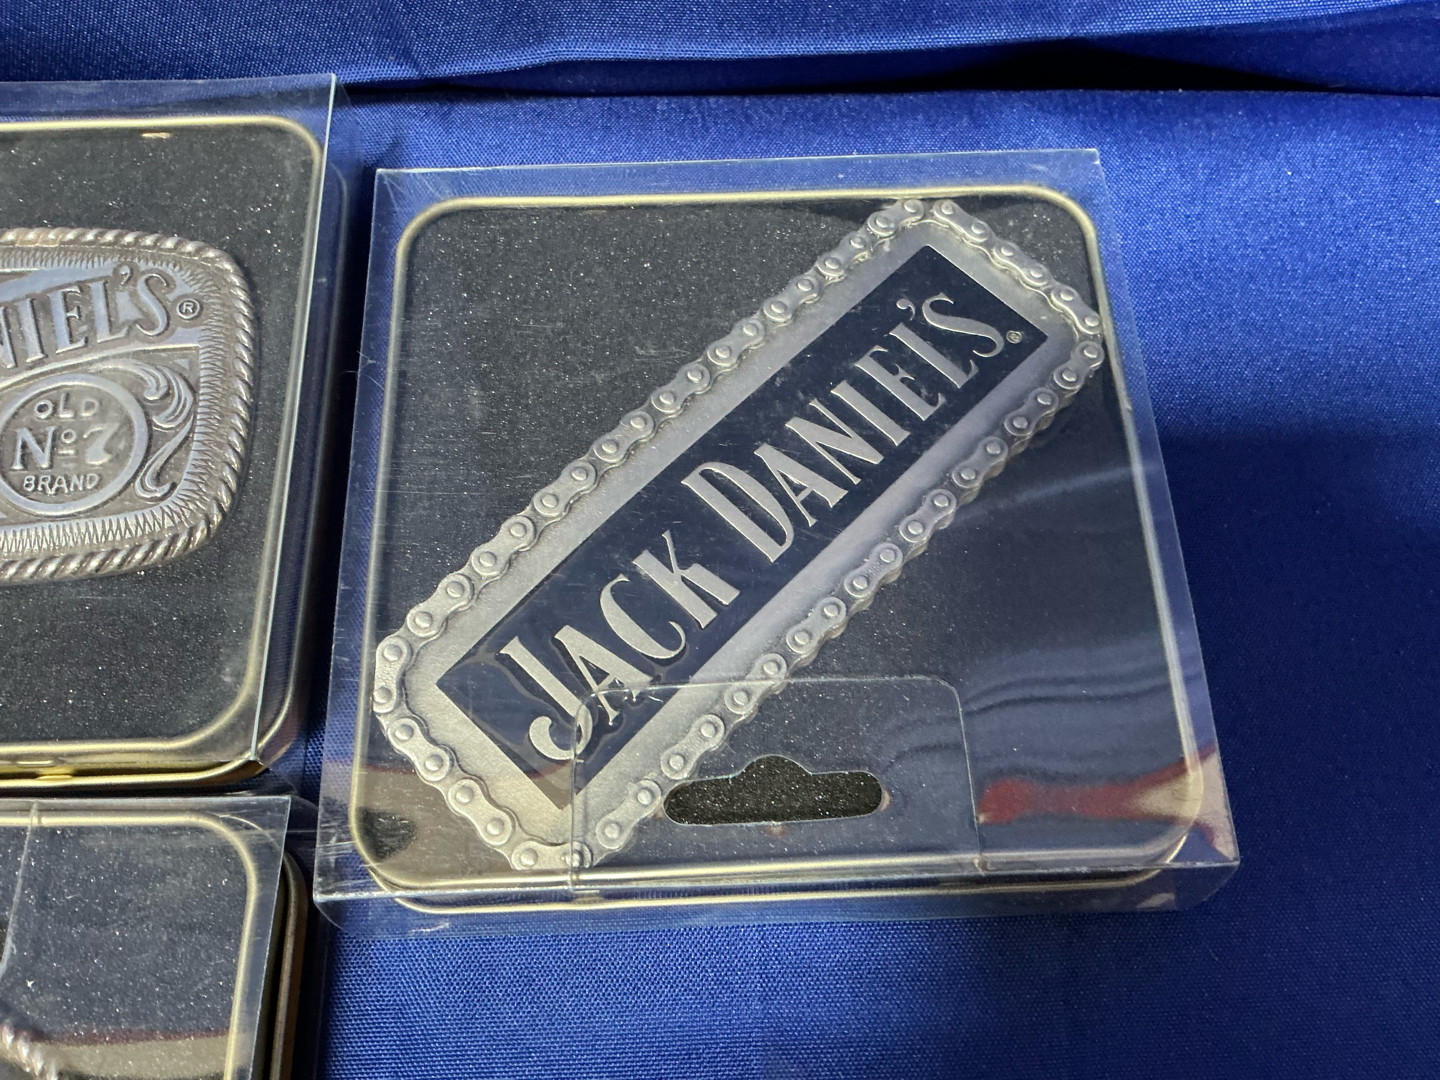 NIEL'S®
OLD
Nº7
BRAND
JACK DANIEL'S®